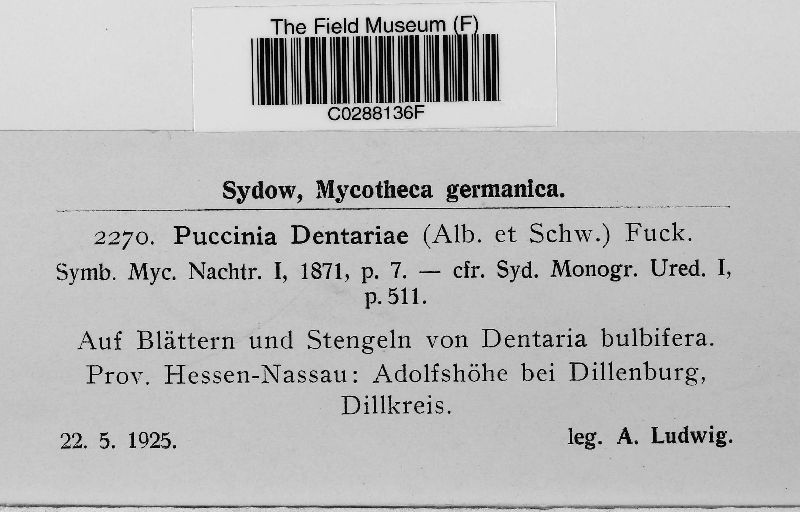 The Field Museum (F)
C0288136F
Sydow, Mycotheca germanica.
2270. Puccinia Dentariae (Alb. et Schw.) Fuck.
Symb. Myc. Nachtr. I, 1871, p. 7. — cfr. Syd. Monogr. Ured. I,
p. 511.
Auf Blättern und Stengeln von Dentaria bulbifera.
Prov. Hessen-Nassau: Adolfshöhe bei Dillenburg,
Dillkreis.
22. 5. 1925. leg. A. Ludwig.